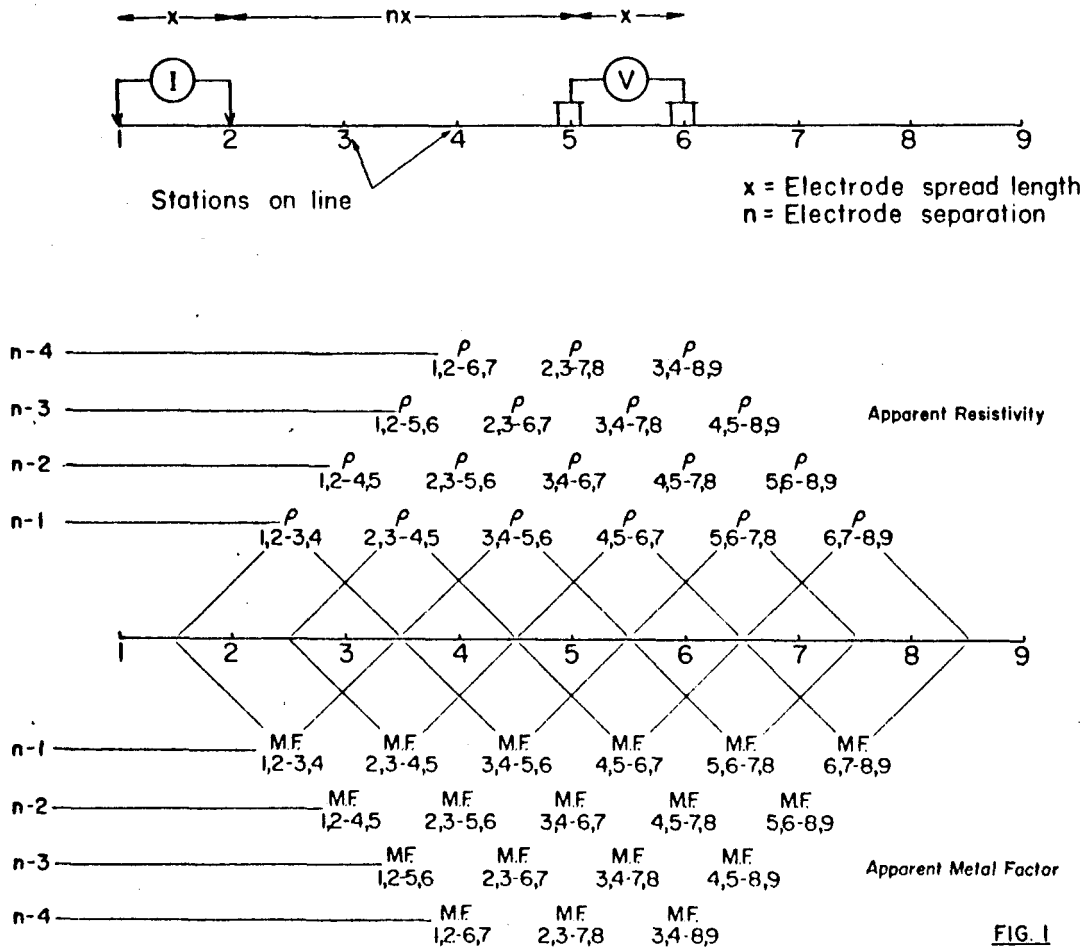 x nx x
I V
1 2 3 4 5 6 7 8 9
Stations on line
x = Electrode spread length
n = Electrode separation
n-4 ρ ρ ρ
1,2-6,7 2,3-7,8 3,4-8,9
n-3 ρ ρ ρ ρ Apparent Resistivity
1,2-5,6 2,3-6,7 3,4-7,8 4,5-8,9
n-2 ρ ρ ρ ρ ρ
1,2-4,5 2,3-5,6 3,4-6,7 4,5-7,8 5,6-8,9
n-1 ρ ρ ρ ρ ρ ρ
1,2-3,4 2,3-4,5 3,4-5,6 4,5-6,7 5,6-7,8 6,7-8,9
1 2 3 4 5 6 7 8 9
n-1 M.F. M.F. M.F. M.F. M.F. M.F.
1,2-3,4 2,3-4,5 3,4-5,6 4,5-6,7 5,6-7,8 6,7-8,9
n-2 M.F. M.F. M.F. M.F. M.F.
1,2-4,5 2,3-5,6 3,4-6,7 4,5-7,8 5,6-8,9
n-3 M.F. M.F. M.F. M.F. Apparent Metal Factor
1,2-5,6 2,3-6,7 3,4-7,8 4,5-8,9
n-4 M.F. M.F. M.F.
1,2-6,7 2,3-7,8 3,4-8,9
FIG. 1